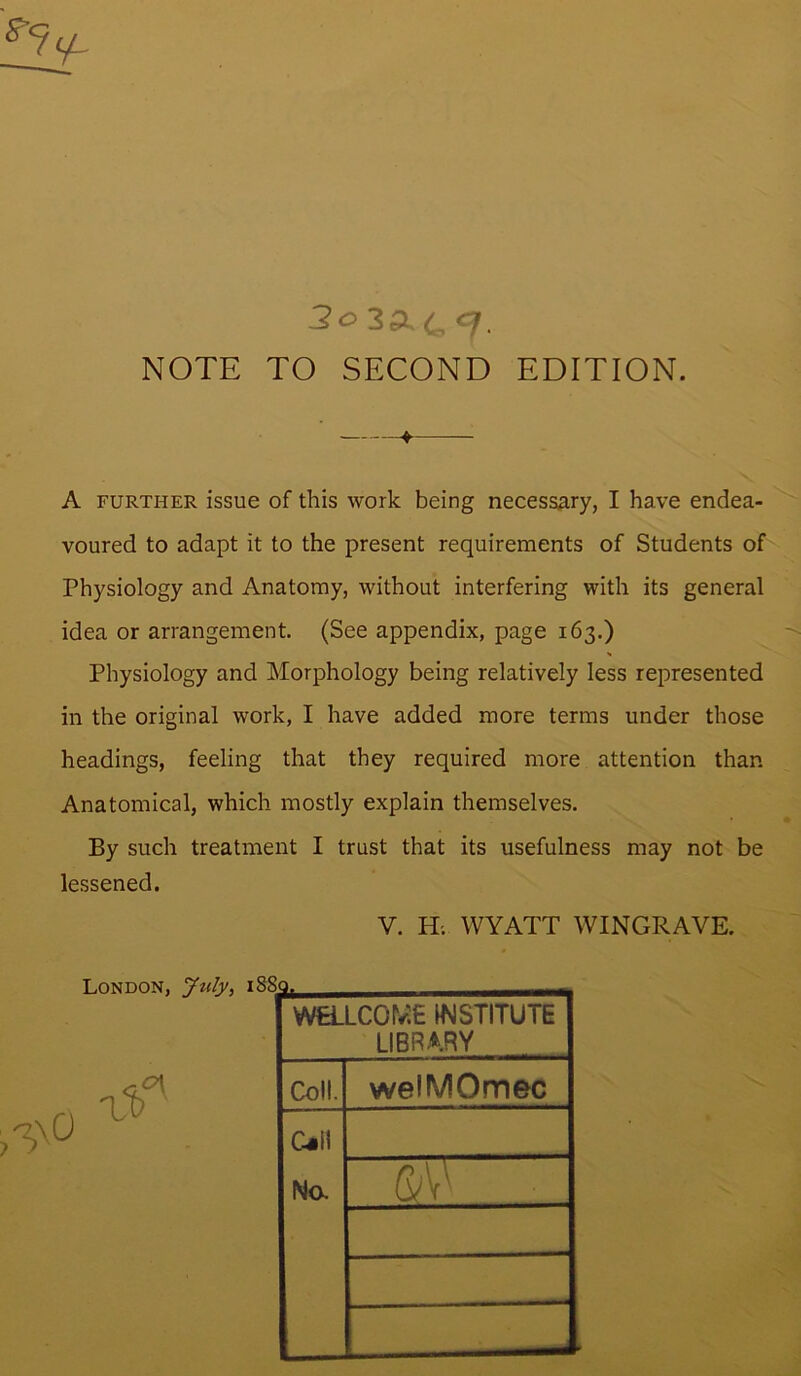 894
NOTE TO SECOND EDITION.
A FURTHER issue of this work being necessary, I have endea-
voured to adapt it to the present requirements of Students of
Physiology and Anatomy, without interfering with its general
idea or arrangement. (See appendix, page 163.)
Physiology and Morphology being relatively less represented
in the original work, I have added more terms under those
headings, feeling that they required more attention than
Anatomical, which mostly explain themselves.
By such treatment I trust that its usefulness may not be
lessened.
V. H. WYATT WINGRAVE.
LONDON, July, 1889.
WELLCOME INSTITUTE
LIBRARY
Coll. welMOmec
Call
No. QV